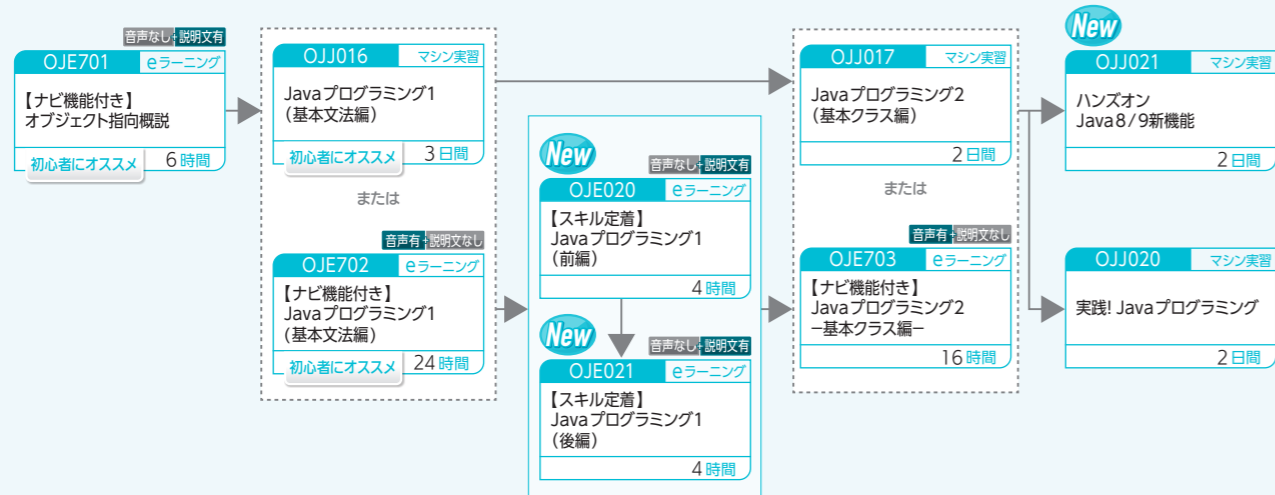 音声なし+説明文有
OJE701 eラーニング
【ナビ機能付き】
オブジェクト指向概説
初心者にオススメ 6時間
OJJ016 マシン実習
Javaプログラミング1
(基本文法編)
初心者にオススメ 3日間
または
音声有+説明文なし
OJE702 eラーニング
【ナビ機能付き】
Javaプログラミング1
(基本文法編)
初心者にオススメ 24時間
New
音声なし+説明文有
OJE020 eラーニング
【スキル定着】
Javaプログラミング1
(前編)
4時間
New
音声なし+説明文有
OJE021 eラーニング
【スキル定着】
Javaプログラミング1
(後編)
4時間
OJJ017 マシン実習
Javaプログラミング2
(基本クラス編)
2日間
または
音声有+説明文なし
OJE703 eラーニング
【ナビ機能付き】
Javaプログラミング2
−基本クラス編−
16時間
New
OJJ021 マシン実習
ハンズオン
Java8/9新機能
2日間
OJJ020 マシン実習
実践! Javaプログラミング
2日間